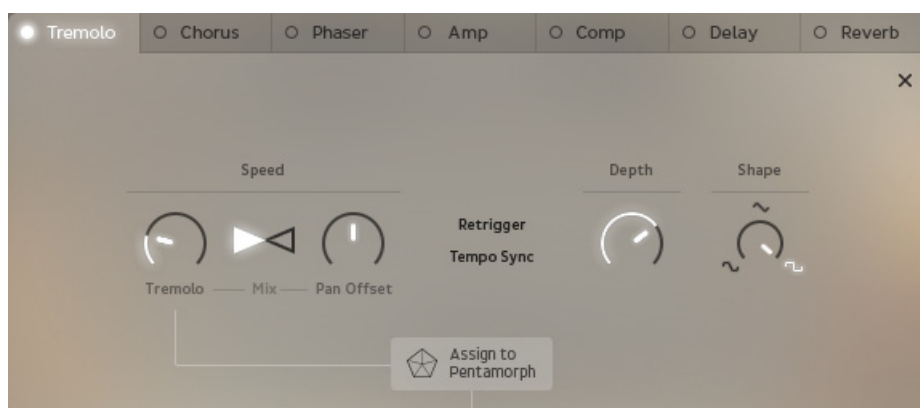 Tremolo
Chorus
Phaser
Amp
Comp
Delay
Reverb
Speed
Depth
Shape
Retrigger
Tempo Sync
Tremolo
Mix
Pan Offset
Assign to
Pentamorph